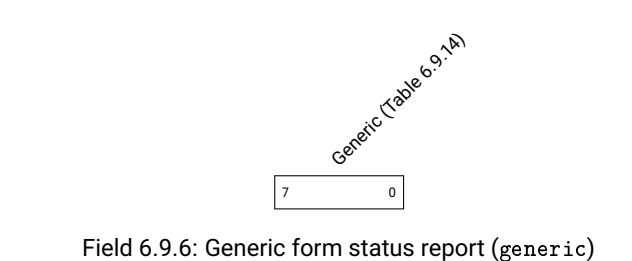 Generic (Table 6.9.14)
7 0
Field 6.9.6: Generic form status report (generic)